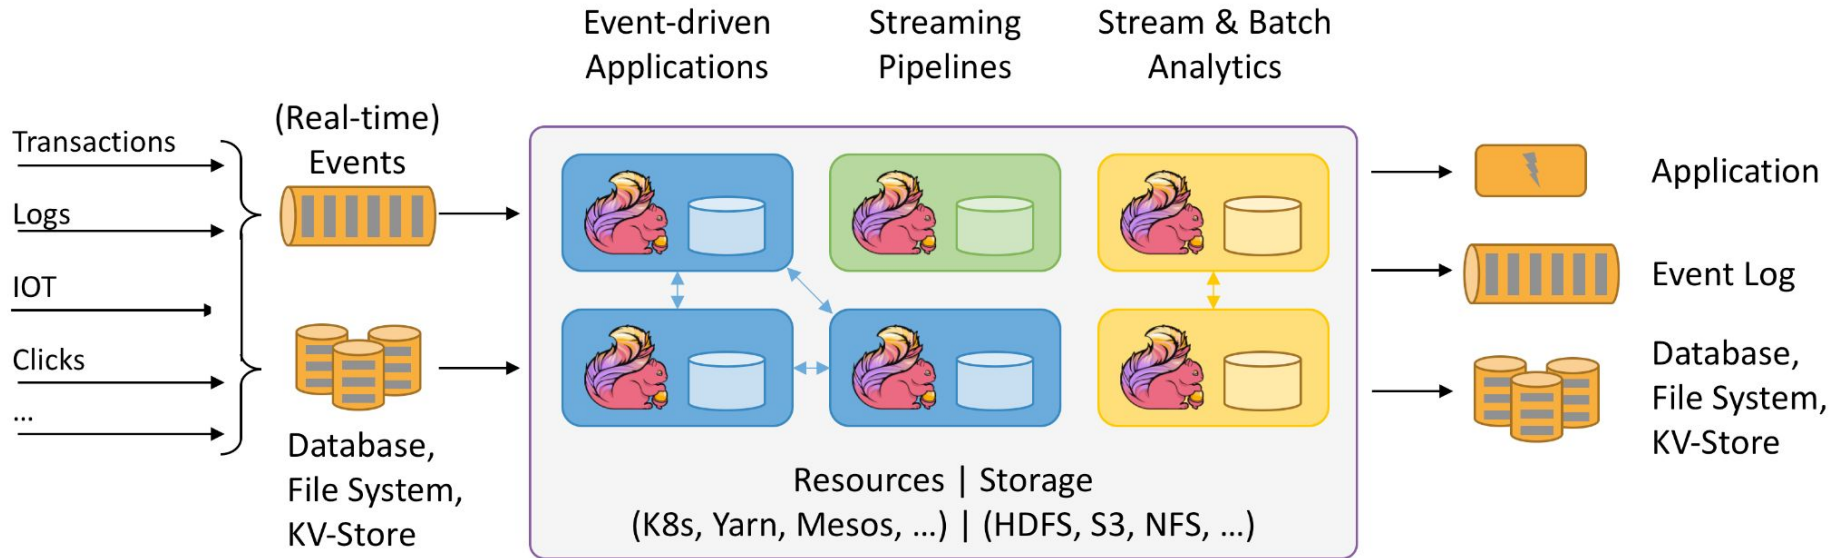 Event-driven
Applications
Streaming
Pipelines
Stream & Batch
Analytics
Transactions
Logs
IOT
Clicks
...
(Real-time)
Events
Database,
File System,
KV-Store
Resources | Storage
(K8s, Yarn, Mesos, ...) | (HDFS, S3, NFS, ...)
Application
Event Log
Database,
File System,
KV-Store